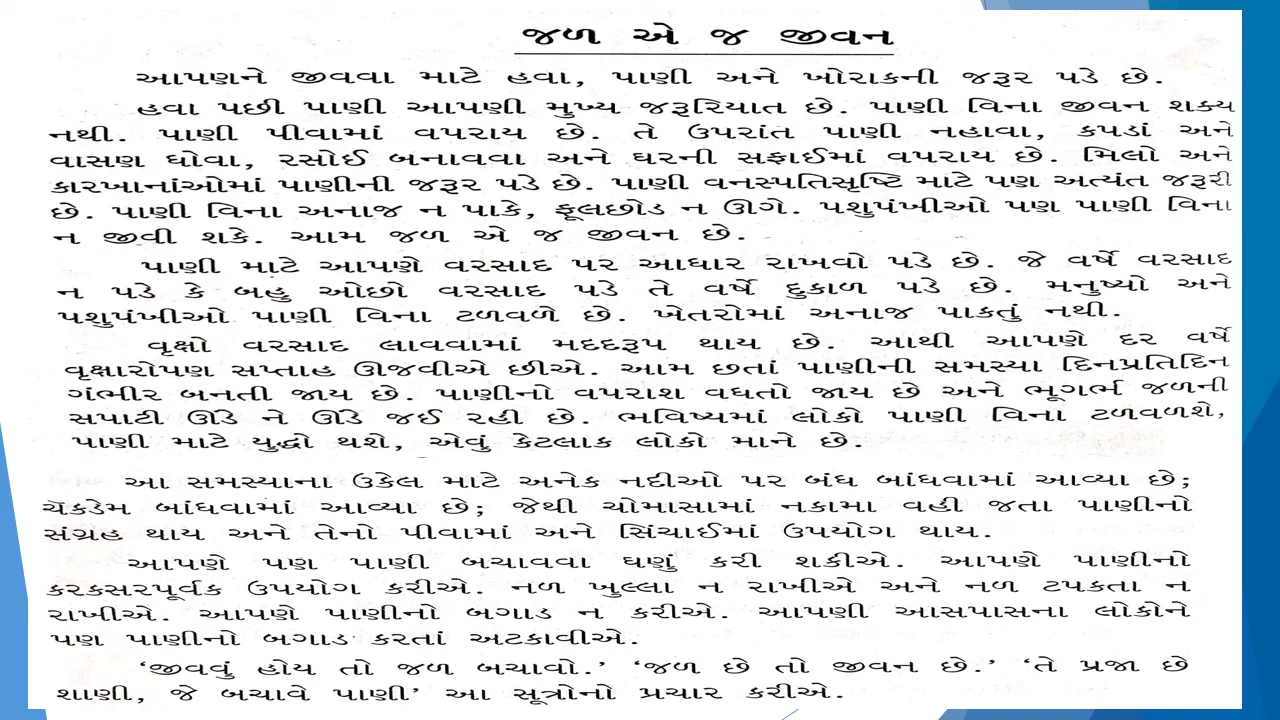 જળ એ જ જીવન
આપણને જીવવા માટે હવા, પાણી અને ખોરાકની જરૂર પડે છે.
હવા પછી પાણી આપણી મુખ્ય જરૂરિયાત છે. પાણી વિના જીવન શક્ય
નથી. પાણી પીવામાં વપરાય છે. તે ઉપરાંત પાણી નહાવા, કપડાં અને
વાસણ ધોવા, રસોઈ બનાવવા અને ઘરની સફાઈમાં વપરાય છે. મિલો અને
કારખાનાંઓમાં પાણીની જરૂર પડે છે. પાણી વનસ્પતિસૃષ્ટિ માટે પણ અત્યંત જરૂરી
છે. પાણી વિના અનાજ ન પાકે, ફૂલછોડ ન ઊગે. પશુપંખીઓ પણ પાણી વિના
ન જીવી શકે. આમ જળ એ જ જીવન છે.
પાણી માટે આપણે વરસાદ પર આધાર રાખવો પડે છે. જે વર્ષે વરસાદ
ન પડે કે બહુ ઓછો વરસાદ પડે તે વર્ષે દુકાળ પડે છે. મનુષ્યો અને
પશુપંખીઓ પાણી વિના ટળવળે છે. ખેતરોમાં અનાજ પાકતું નથી.
વૃક્ષો વરસાદ લાવવામાં મદદરૂપ થાય છે. આથી આપણે દર વર્ષે
વૃક્ષારોપણ સપ્તાહ ઊજવીએ છીએ. આમ છતાં પાણીની સમસ્યા દિનપ્રતિદિન
ગંભીર બનતી જાય છે. પાણીનો વપરાશ વધતો જાય છે અને ભૂગર્ભ જળની
સપાટી ઊંડે ને ઊંડે જઈ રહી છે. ભવિષ્યમાં લોકો પાણી વિના ટળવળશે,
પાણી માટે યુદ્ધો થશે, એવું કેટલાક લોકો માને છે.
આ સમસ્યાના ઉકેલ માટે અનેક નદીઓ પર બંધ બાંધવામાં આવ્યા છે;
ચૅકડેમ બાંધવામાં આવ્યા છે; જેથી ચોમાસામાં નકામા વહી જતા પાણીનો
સંગ્રહ થાય અને તેનો પીવામાં અને સિંચાઈમાં ઉપયોગ થાય.
આપણે પણ પાણી બચાવવા ઘણું કરી શકીએ. આપણે પાણીનો
કરકસરપૂર્વક ઉપયોગ કરીએ. નળ ખુલ્લા ન રાખીએ અને નળ ટપકતા ન
રાખીએ. આપણે પાણીનો બગાડ ન કરીએ. આપણી આસપાસના લોકોને
પણ પાણીનો બગાડ કરતાં અટકાવીએ.
‘જીવવું હોય તો જળ બચાવો.’ ‘જળ છે તો જીવન છે.’ ‘તે પ્રજા છે
શાણી, જે બચાવે પાણી’ આ સૂત્રોનો પ્રચાર કરીએ.